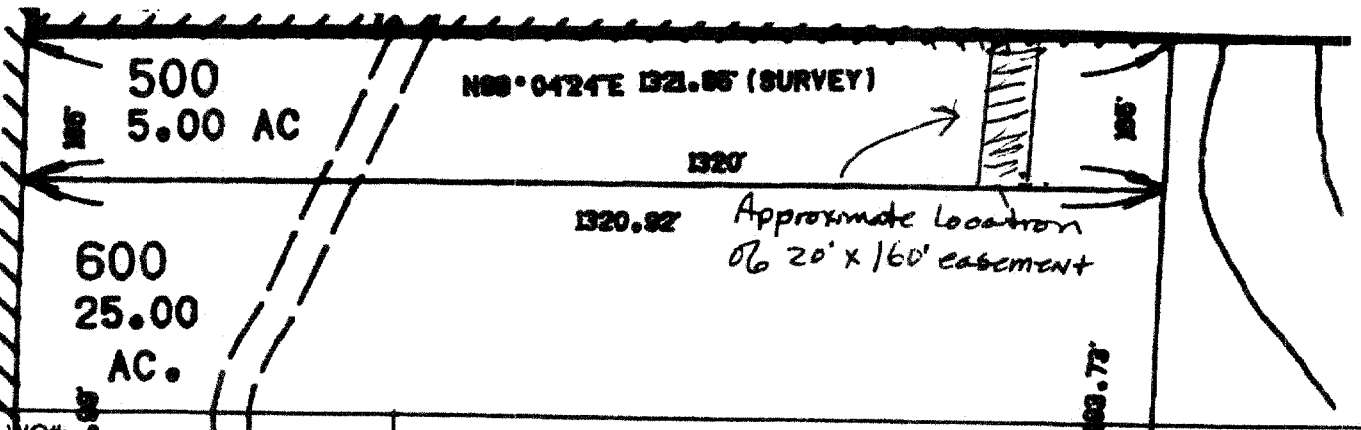 500
5.00 AC
N88°04'24"E 1321.86' (SURVEY)
1320'
1320.92'
Approximate Location
of 20' x 160' easement
600
25.00
AC.